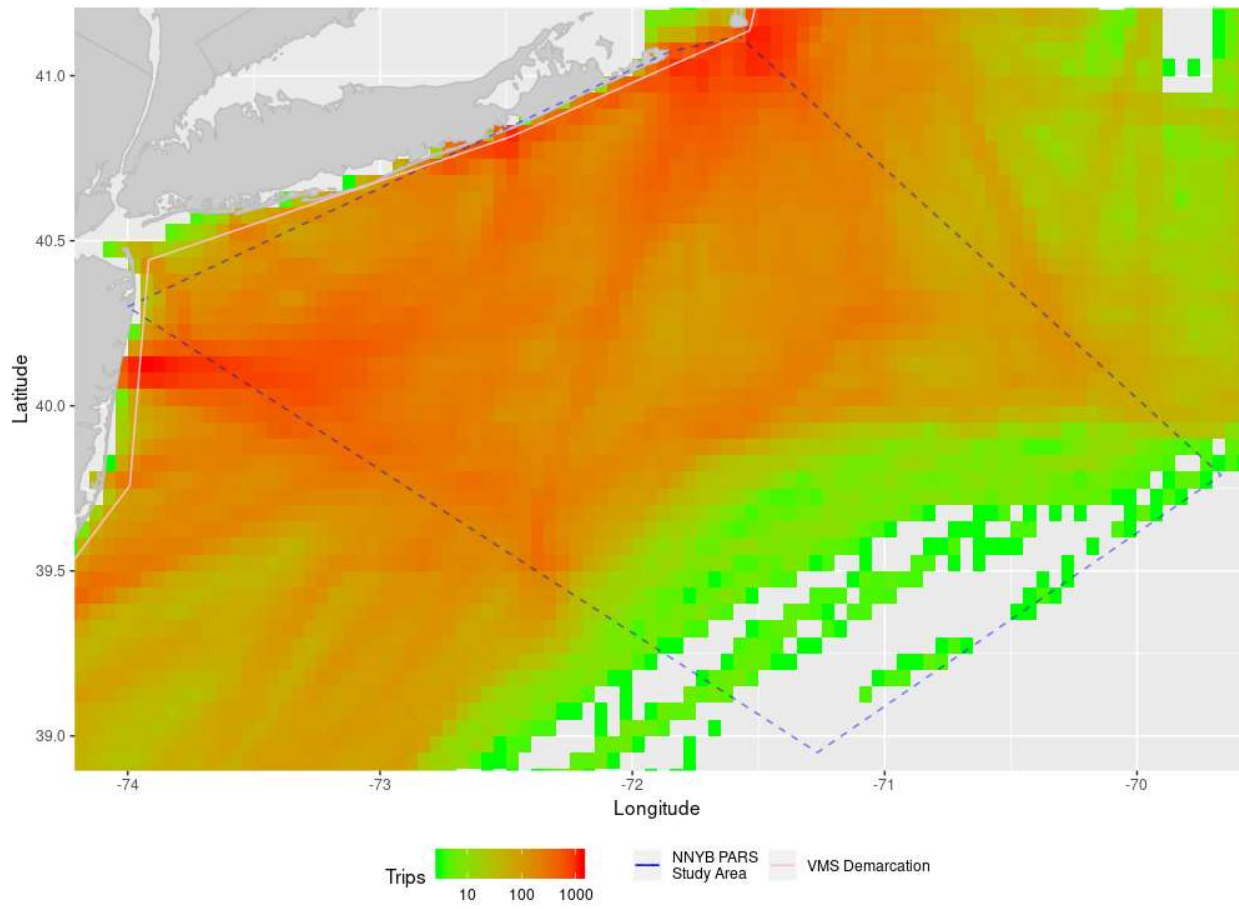 41.0
40.5
40.0
39.5
39.0
Latitude
-74
-73
-72
-71
-70
Longitude
Trips
10
100
1000
NNYB PARS
Study Area
VMS Demarcation